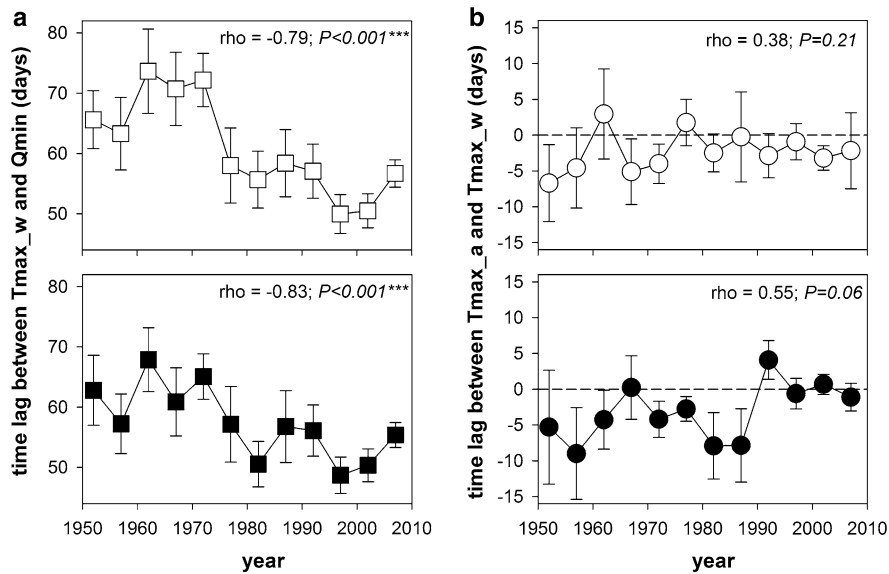 a
time lag between Tmax_w and Qmin (days)
rho = -0.79; P<0.001***
80
70
60
50
rho = -0.83; P<0.001***
80
70
60
50
1950 1960 1970 1980 1990 2000 2010
year
b
time lag between Tmax_a and Tmax_w (days)
rho = 0.38; P=0.21
15
10
5
0
-5
-10
-15
rho = 0.55; P=0.06
15
10
5
0
-5
-10
-15
1950 1960 1970 1980 1990 2000 2010
year